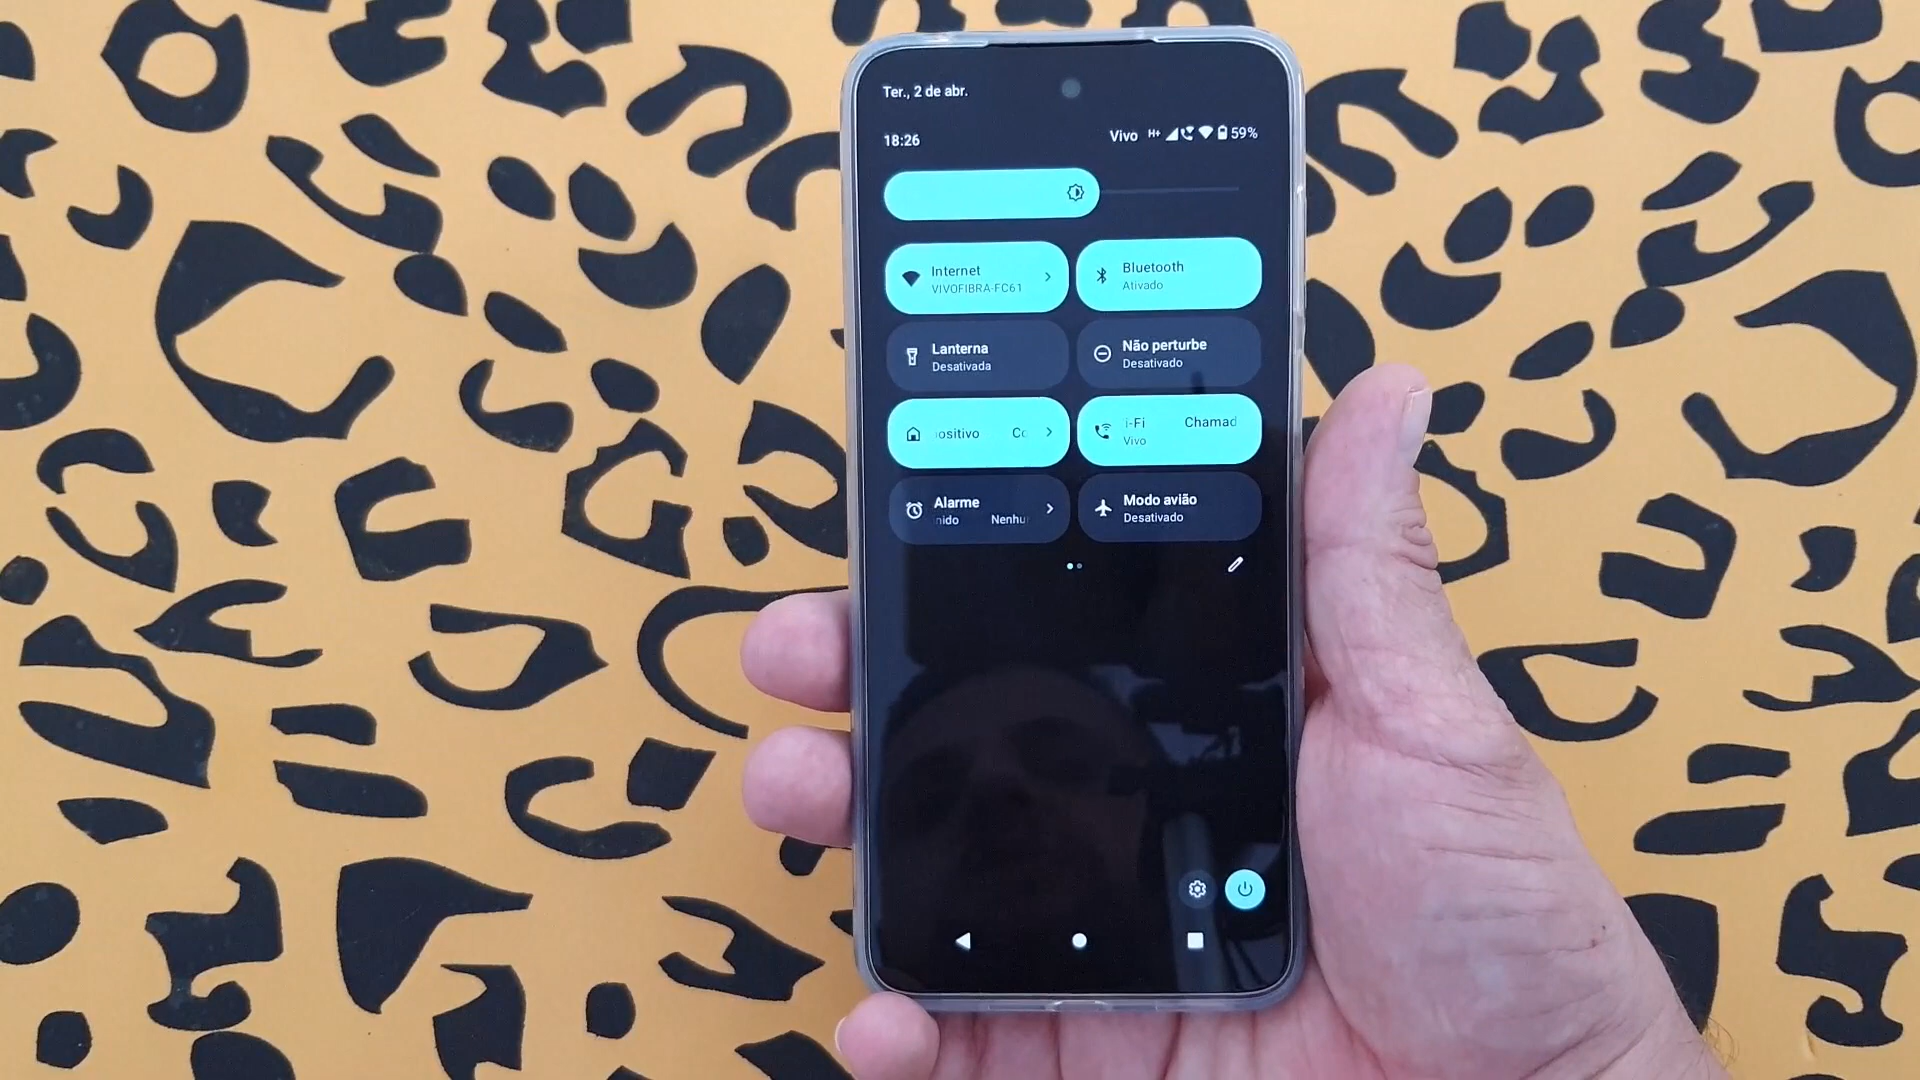 Ter., 2 de abr.
18:26
Vivo H+ 59%
Internet
VIVOFIBRA-FC61
Bluetooth
Ativado
Lanterna
Desativada
Não perturbe
Desativado
ositivo Co
i-Fi Chamad
Vivo
Alarme
nido Nenhu
Modo avião
Desativado